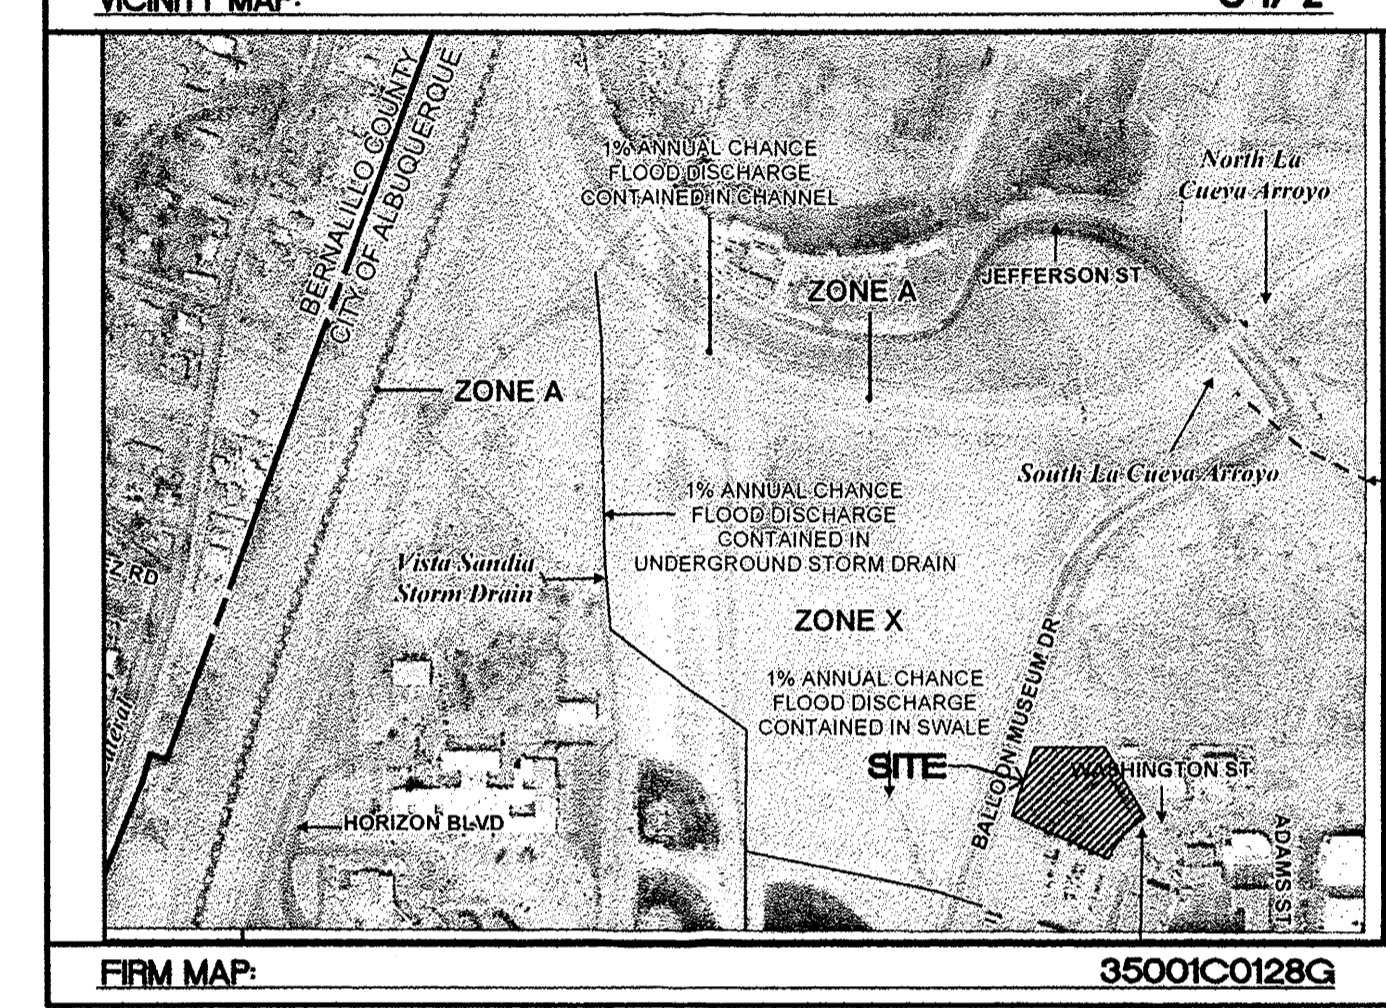 VICINITY MAP:
BERNALILLO COUNTY
CITY OF ALBUQUERQUE
1% ANNUAL CHANCE
FLOOD DISCHARGE
CONTAINED IN CHANNEL
North La
Cueva Arroyo
JEFFERSON ST
ZONE A
ZONE A
South La Cueva Arroyo
1% ANNUAL CHANCE
FLOOD DISCHARGE
CONTAINED IN
UNDERGROUND STORM DRAIN
Vista Sandia
Storm Drain
Z RD
ZONE X
1% ANNUAL CHANCE
FLOOD DISCHARGE
CONTAINED IN SWALE
BALLOON MUSEUM DR
SITE
WASHINGTON ST
HORIZON BLVD
ADAMS ST
FIRM MAP:
35001C0128G